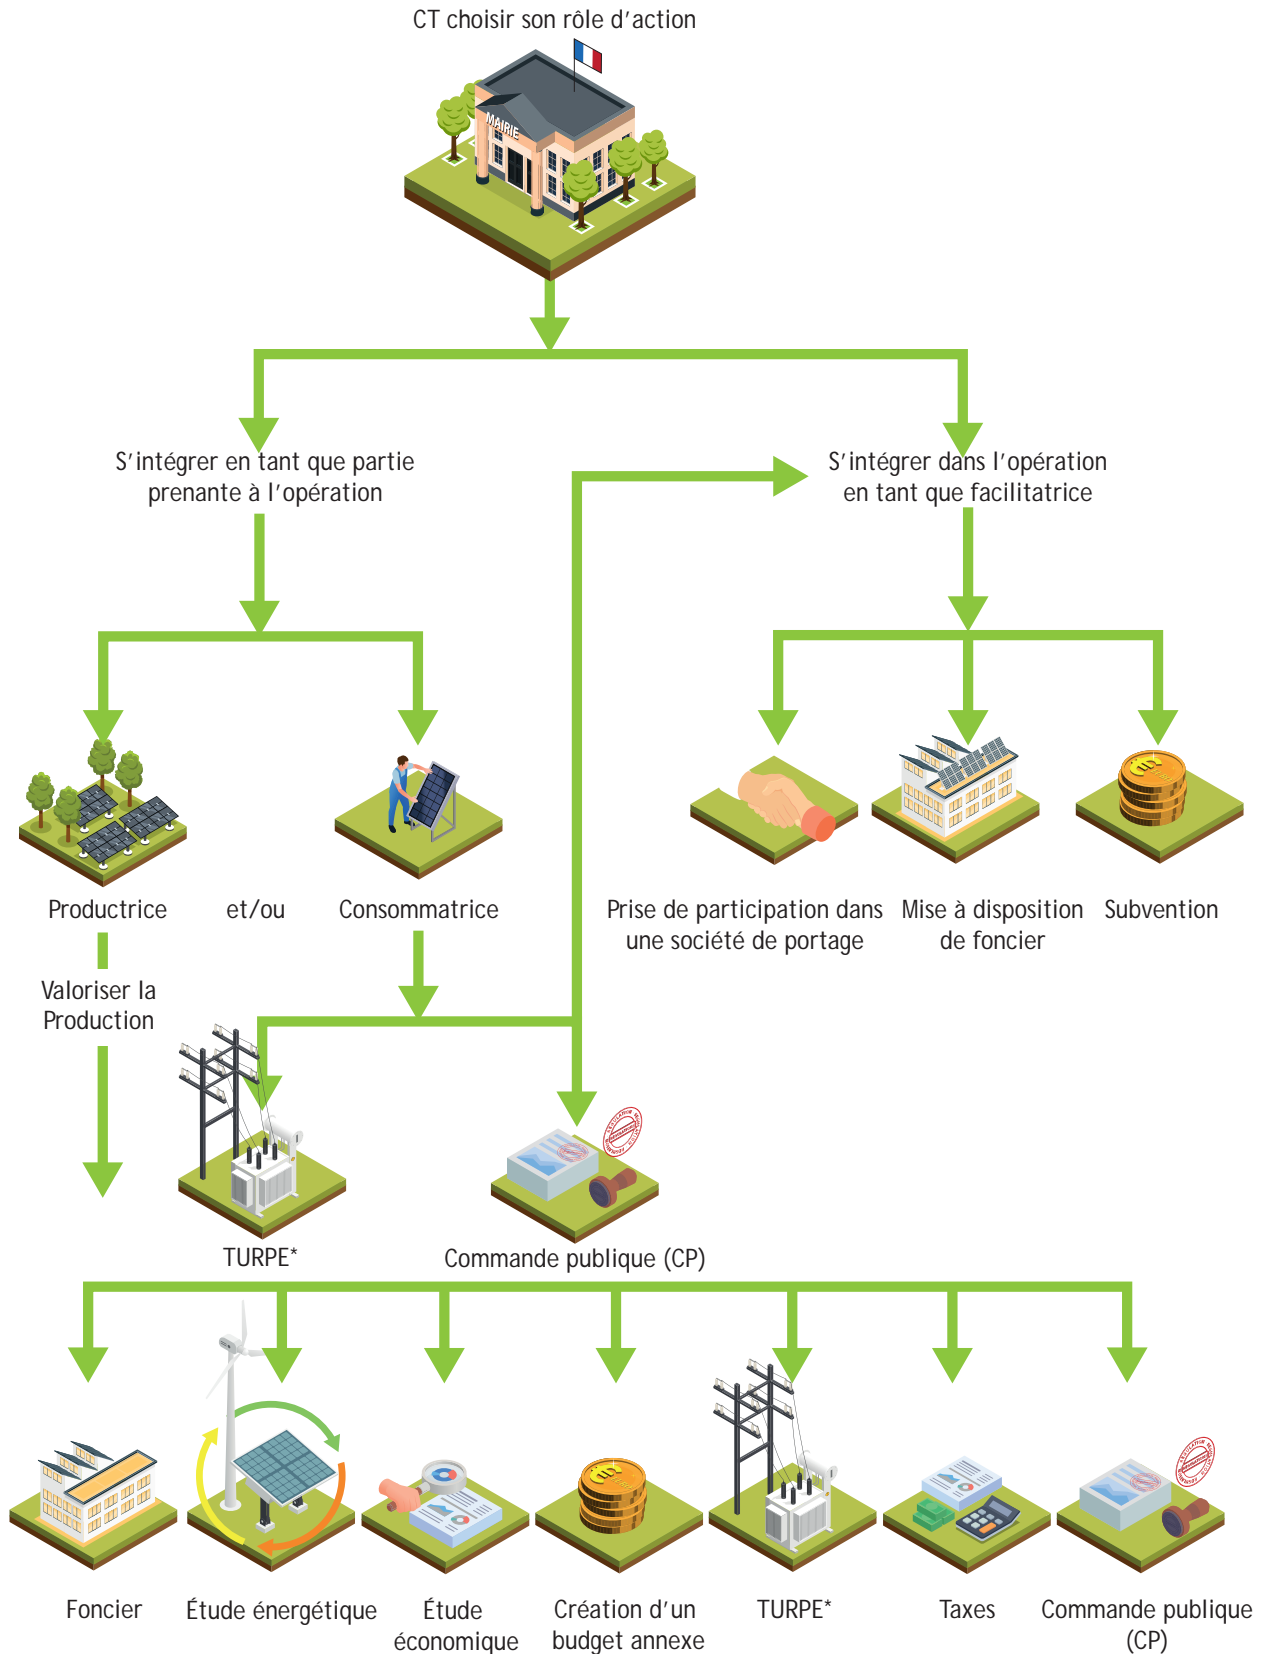 CT choisir son rôle d’action
MAIRIE
S’intégrer en tant que partie
prenante à l’opération
S’intégrer dans l’opération
en tant que facilitatrice
Productrice
et/ou
Consommatrice
Prise de participation dans
une société de portage
Mise à disposition
de foncier
Subvention
Valoriser la
Production
TURPE*
Commande publique (CP)
Foncier
Étude énergétique
Étude
économique
Création d’un
budget annexe
TURPE*
Taxes
Commande publique
(CP)